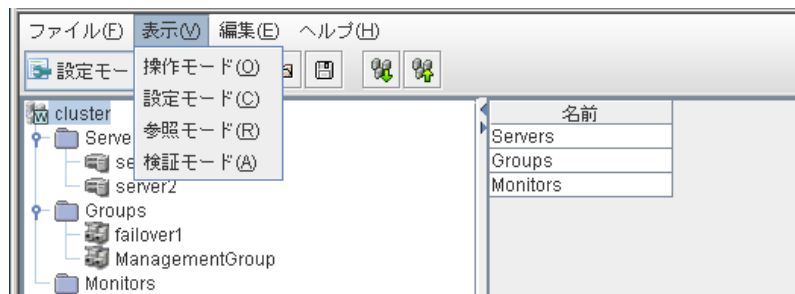 ファイル(F) 表示(V) 編集(E) ヘルプ(H)
設定モー
操作モード(O)
設定モード(C)
参照モード(R)
検証モード(A)
cluster
Serve
se
server2
Groups
failover1
ManagementGroup
Monitors
名前
Servers
Groups
Monitors